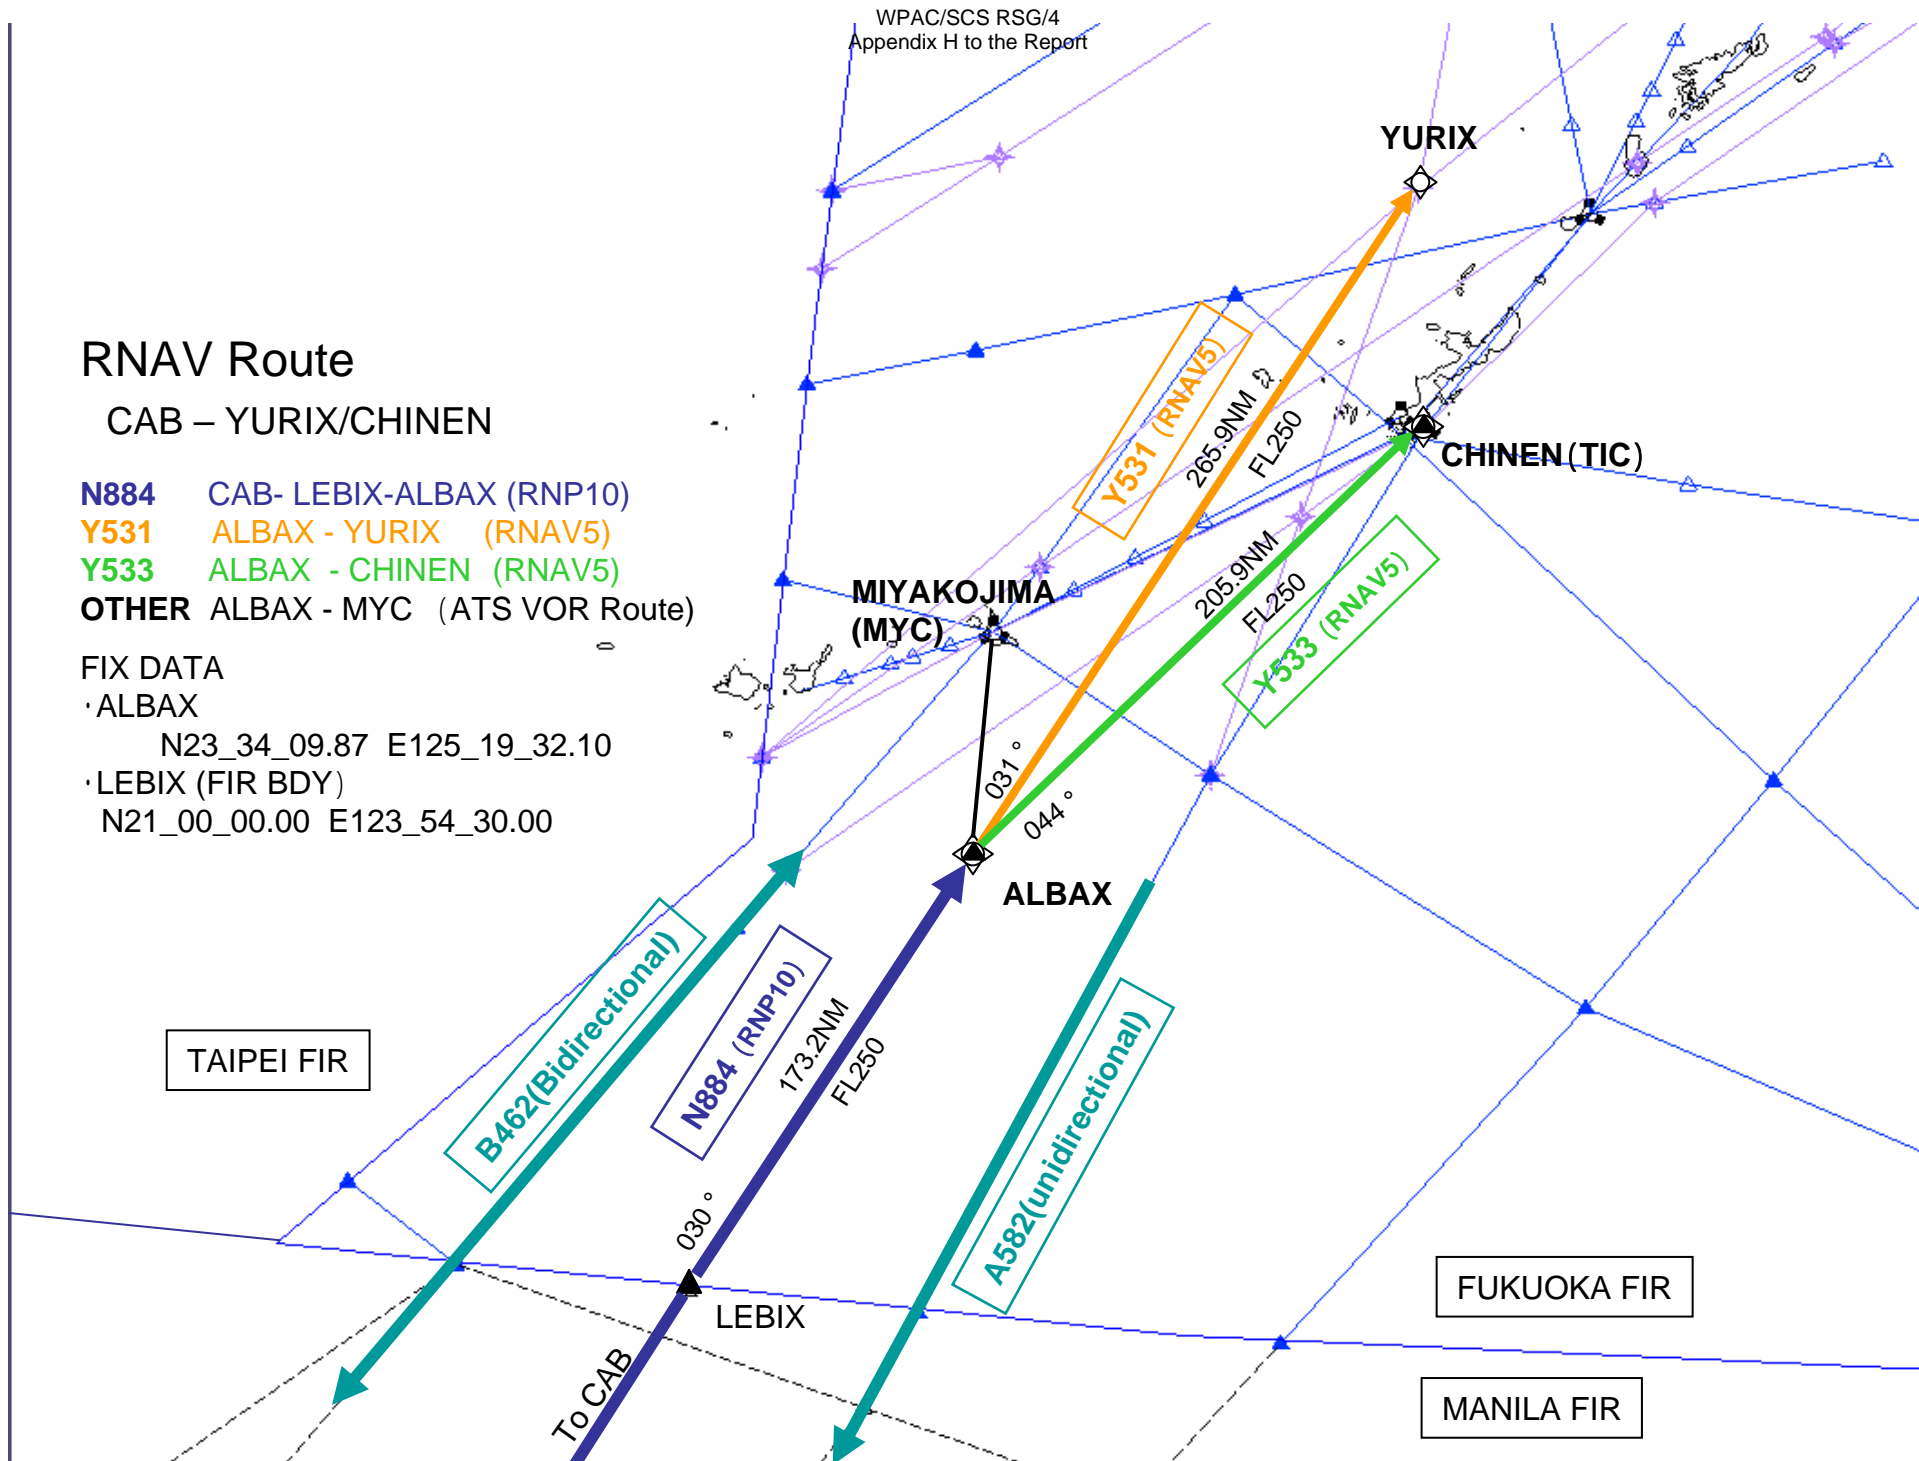 WPAC/SCS RSG/4
Appendix H to the Report
YURIX
RNAV Route
CAB – YURIX/CHINEN
N884 CAB- LEBIX-ALBAX (RNP10)
Y531 ALBAX - YURIX (RNAV5)
Y533 ALBAX - CHINEN (RNAV5)
OTHER ALBAX - MYC (ATS VOR Route)
FIX DATA
・ALBAX
N23_34_09.87 E125_19_32.10
・LEBIX (FIR BDY)
N21_00_00.00 E123_54_30.00
Y531 (RNAV5)
265.9NM
FL250
CHINEN(TIC)
205.9NM
FL250
Y533 (RNAV5)
MIYAKOJIMA
(MYC)
031°
044°
ALBAX
B462(Bidirectional)
N884 (RNP10)
173.2NM
FL250
030°
A582(unidirectional)
TAIPEI FIR
LEBIX
To CAB
FUKUOKA FIR
MANILA FIR